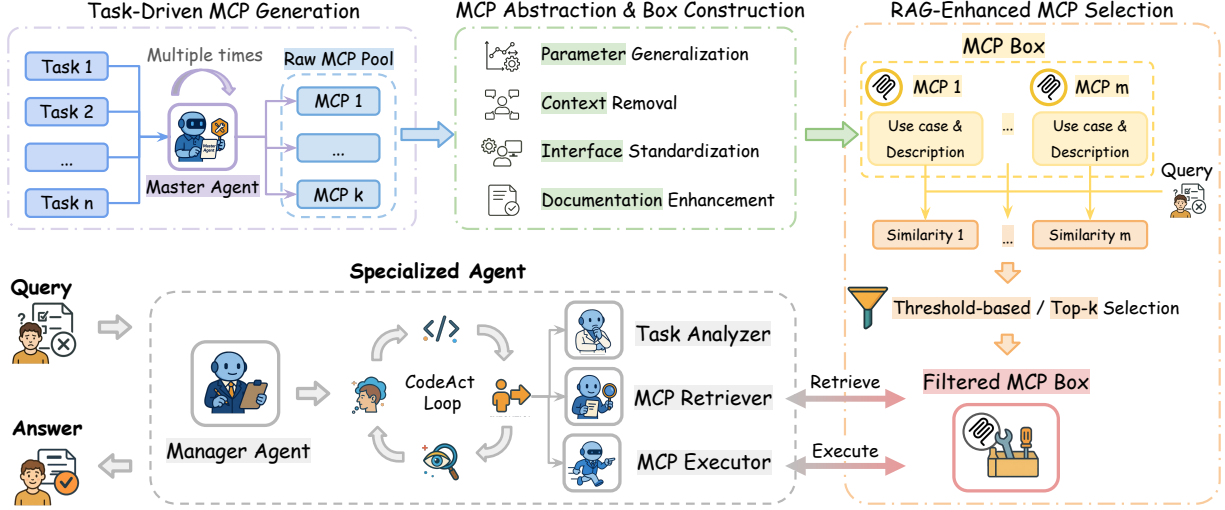 Task-Driven MCP Generation
Task 1
Task 2
...
Task n
Multiple times
Master Agent
Master Agent
Raw MCP Pool
MCP 1
...
MCP k
MCP Abstraction & Box Construction
Parameter Generalization
Context Removal
Interface Standardization
Documentation Enhancement
RAG-Enhanced MCP Selection
MCP Box
MCP 1
MCP m
Use case &
Description
...
Use case &
Description
Query
Similarity 1
...
Similarity m
Threshold-based / Top-k Selection
Filtered MCP Box
Specialized Agent
Query
Answer
Manager Agent
</>
CodeAct
Loop
Task Analyzer
MCP Retriever
MCP Executor
Retrieve
Execute